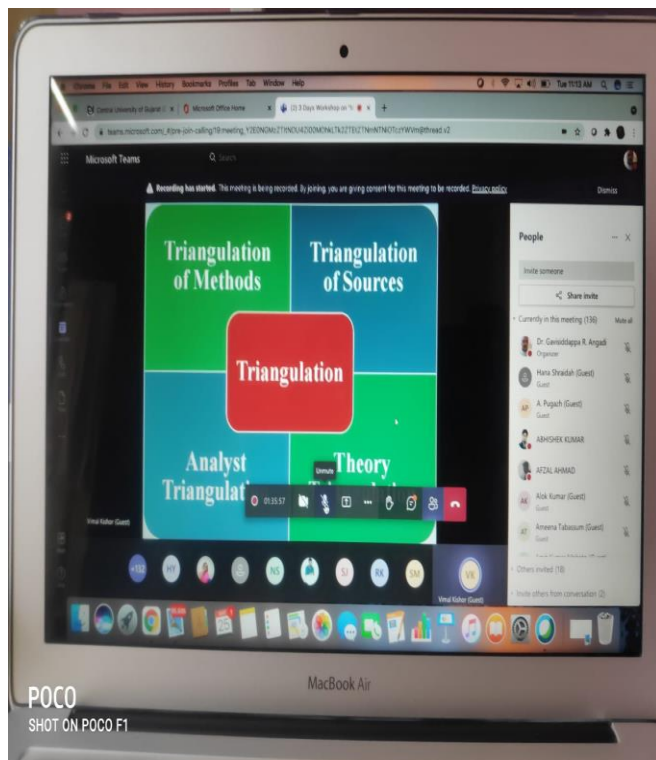 Chrome File Edit View History Bookmarks Profiles Tab Window Help
Tue 11:13 AM
Central University of Gujarat
Microsoft Office Home
(2) 3 Days Workshop on
Microsoft Teams
Search
Recording has started. This meeting is being recorded. By joining, you are giving consent for this meeting to be recorded. Privacy policy
Dismiss
Triangulation
of Methods
Triangulation
of Sources
Triangulation
Analyst
Theory
Unmute
01:35:57
Vimal Kishor (Guest)
People
Invite someone
Share invite
Currently in this meeting (136)
Mute all
Dr. Gavisiddappa R. Angadi
Organizer
Hana Shraidah (Guest)
Guest
AP
A. Pugazh (Guest)
Guest
ABHISHEK KUMAR
AFZAL AHMAD
AK
Alok Kumar (Guest)
Guest
AT
Ameena Tabassum (Guest)
Guest
Others invited (18)
Invite others from conversation (2)
+132
HY
NS
SI
RK
SM
VK
Vimal Kishor (Guest)
MacBook Air
POCO
SHOT ON POCO F1